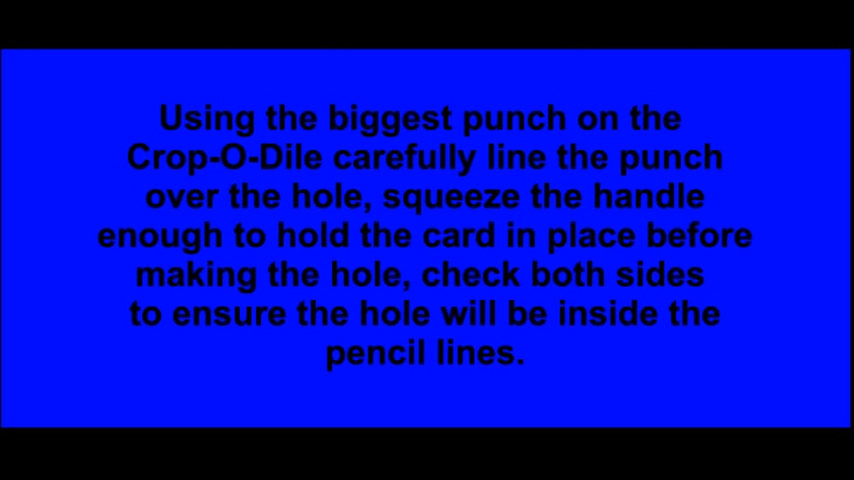 Using the biggest punch on the
Crop-O-Dile carefully line the punch
over the hole, squeeze the handle
enough to hold the card in place before
making the hole, check both sides
to ensure the hole will be inside the
pencil lines.